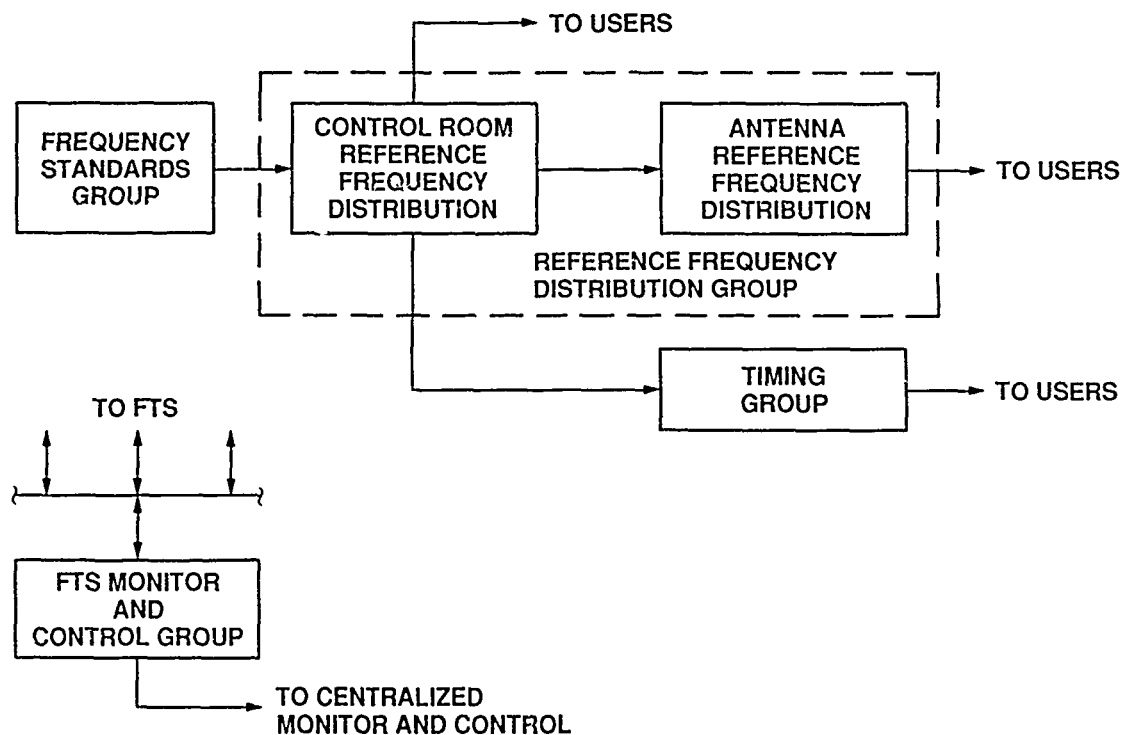 TO USERS
FREQUENCY
STANDARDS
GROUP
CONTROL ROOM
REFERENCE
FREQUENCY
DISTRIBUTION
ANTENNA
REFERENCE
FREQUENCY
DISTRIBUTION
TO USERS
REFERENCE FREQUENCY
DISTRIBUTION GROUP
TIMING
GROUP
TO USERS
TO FTS
FTS MONITOR
AND
CONTROL GROUP
TO CENTRALIZED
MONITOR AND CONTROL